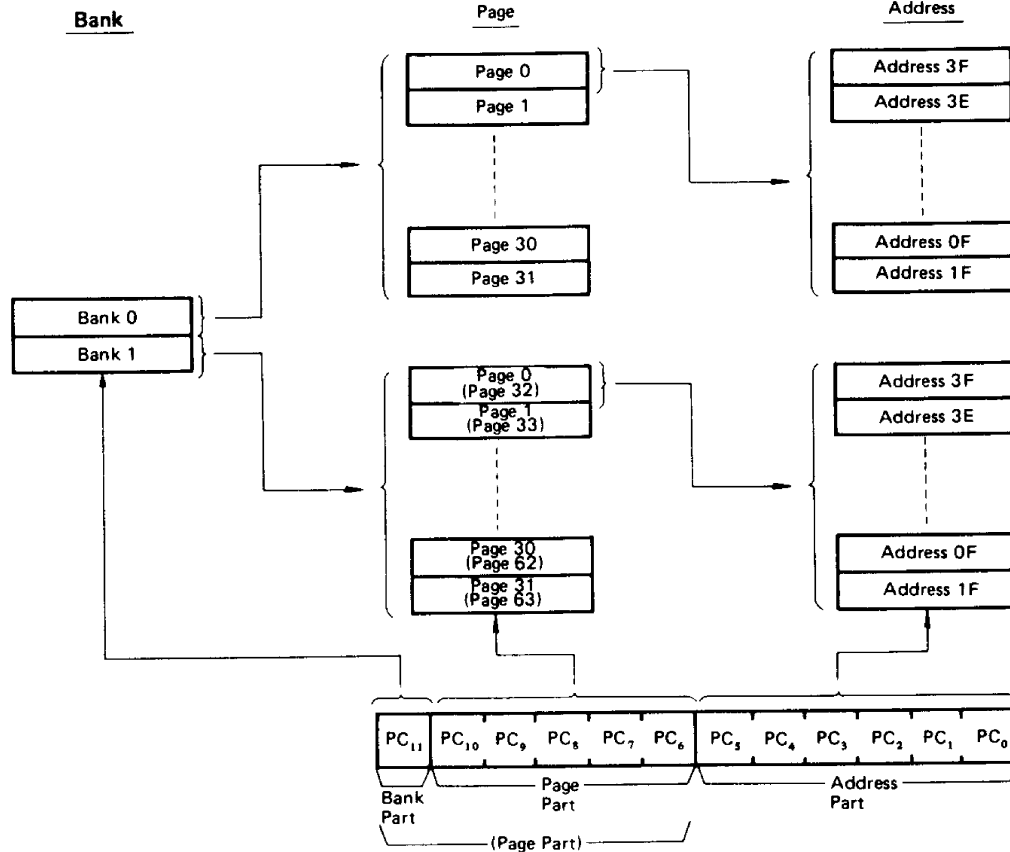 Bank
Page
Address
Page 0
Page 1
Page 30
Page 31
Address 3F
Address 3E
Address 0F
Address 1F
Bank 0
Bank 1
Page 0
(Page 32)
Page 1
(Page 33)
Page 30
(Page 62)
Page 31
(Page 63)
Address 3F
Address 3E
Address 0F
Address 1F
PC₁₁ PC₁₀ PC₉ PC₈ PC₇ PC₆ PC₅ PC₄ PC₃ PC₂ PC₁ PC₀
Bank
Part
Page
Part
Address
Part
(Page Part)